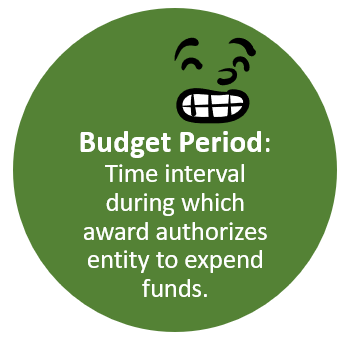 Budget Period:
Time interval
during which
award authorizes
entity to expend
funds.